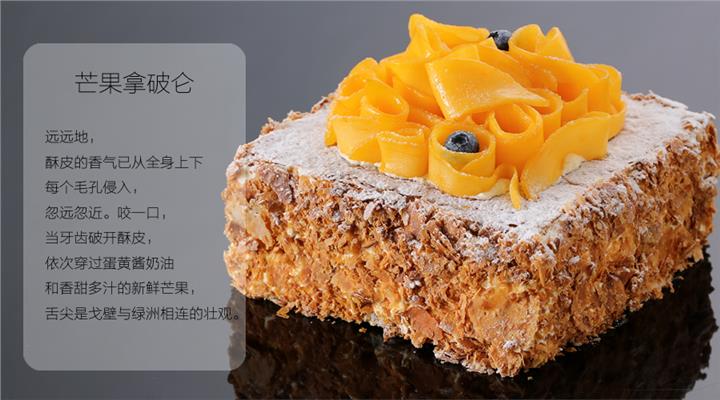 芒果拿破仑
远远地，
酥皮的香气已从全身上下
每个毛孔侵入，
忽远忽近。咬一口，
当牙齿破开酥皮，
依次穿过蛋黄酱奶油
和香甜多汁的新鲜芒果，
舌尖是戈壁与绿洲相连的壮观。